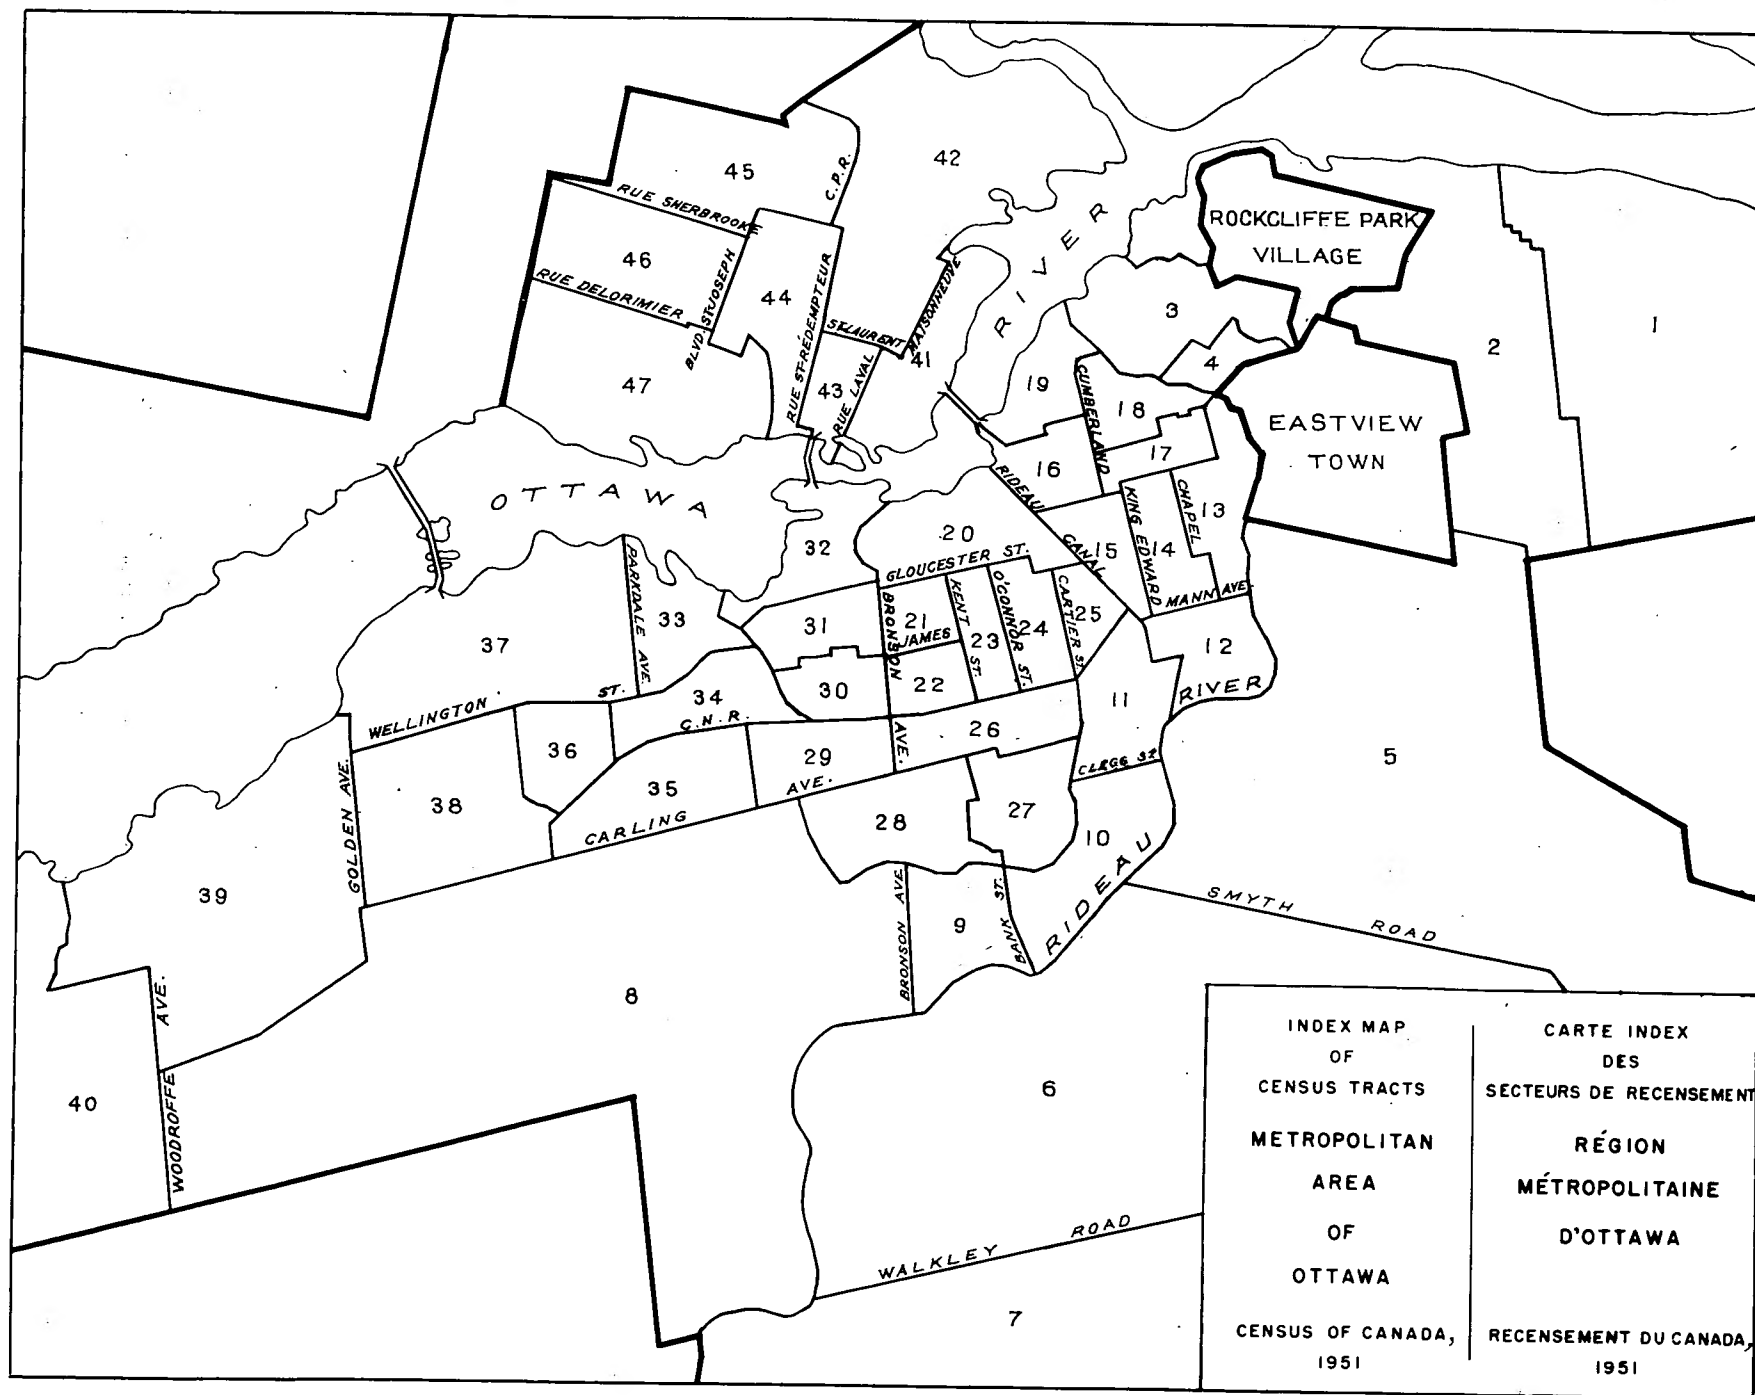 42
45
C.P.R.
RUE SHERBROOKE
46
RUE DELORIMIER
BLVD. ST-JOSEPH
44
RUE ST-RÉDEMPTEUR
ST-LAURENT
MAISONNEUVE
41
43
RUE LAVAL
47
RIVER
ROCKCLIFFE PARK
VILLAGE
1
2
3
4
EASTVIEW
TOWN
19
CUMBERLAND
18
17
16
RIDEAU
CANAL
KING EDWARD
CHAPEL
13
14
15
MANN AVE.
12
RIVER
OTTAWA
20
GLOUCESTER ST.
32
PARKDALE AVE.
33
31
BRONSON
AVE.
21
JAMES
KENT
ST.
23
O'CONNOR ST.
24
CARTIER ST.
25
37
WELLINGTON
ST.
34
C.N.R.
30
22
11
26
36
29
35
CARLING
AVE.
38
GOLDEN AVE.
39
28
27
CLEGG ST.
10
5
RIDEAU
SMYTH
ROAD
BRONSON AVE.
9
BANK ST.
8
40
WOODROFFE
AVE.
6
WALKLEY
ROAD
7
INDEX MAP
OF
CENSUS TRACTS
METROPOLITAN
AREA
OF
OTTAWA
CENSUS OF CANADA,
1951
CARTE INDEX
DES
SECTEURS DE RECENSEMENT
RÉGION
MÉTROPOLITAINE
D'OTTAWA
RECENSEMENT DU CANADA,
1951